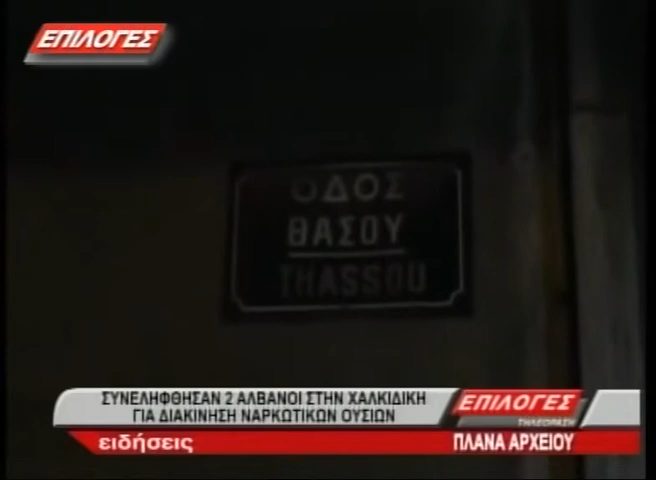 ΕΠΙΛΟΓΕΣ
ΟΔΟΣ
ΘΑΣΟΥ
THASSOU
ΣΥΝΕΛΗΦΘΗΣΑΝ 2 ΑΛΒΑΝΟΙ ΣΤΗΝ ΧΑΛΚΙΔΙΚΗ
ΓΙΑ ΔΙΑΚΙΝΗΣΗ ΝΑΡΚΩΤΙΚΩΝ ΟΥΣΙΩΝ
ΕΠΙΛΟΓΕΣ
ΤΗΛΕΟΡΑΣΗ
ειδήσεις
ΠΛΑΝΑ ΑΡΧΕΙΟΥ